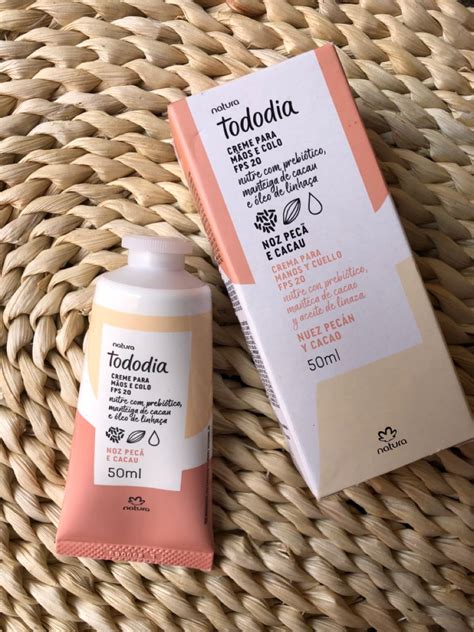 natura
Tododia
CREME PARA
MÃOS E COLO
FPS 20
nutre com prebiótico,
manteiga de cacau
e óleo de linhaça
NOZ PECÃ
E CACAU
CREMA PARA
MANOS Y CUELLO
FPS 20
nutre con prebiótico,
manteca de cacao
y aceite de linaza
NUEZ PECÁN
Y CACAO
50ml
natura
natura
Tododia
CREME PARA
MÃOS E COLO
FPS 20
nutre com prebiótico,
manteiga de cacau
e óleo de linhaça
NOZ PECÃ
E CACAU
50ml
natura